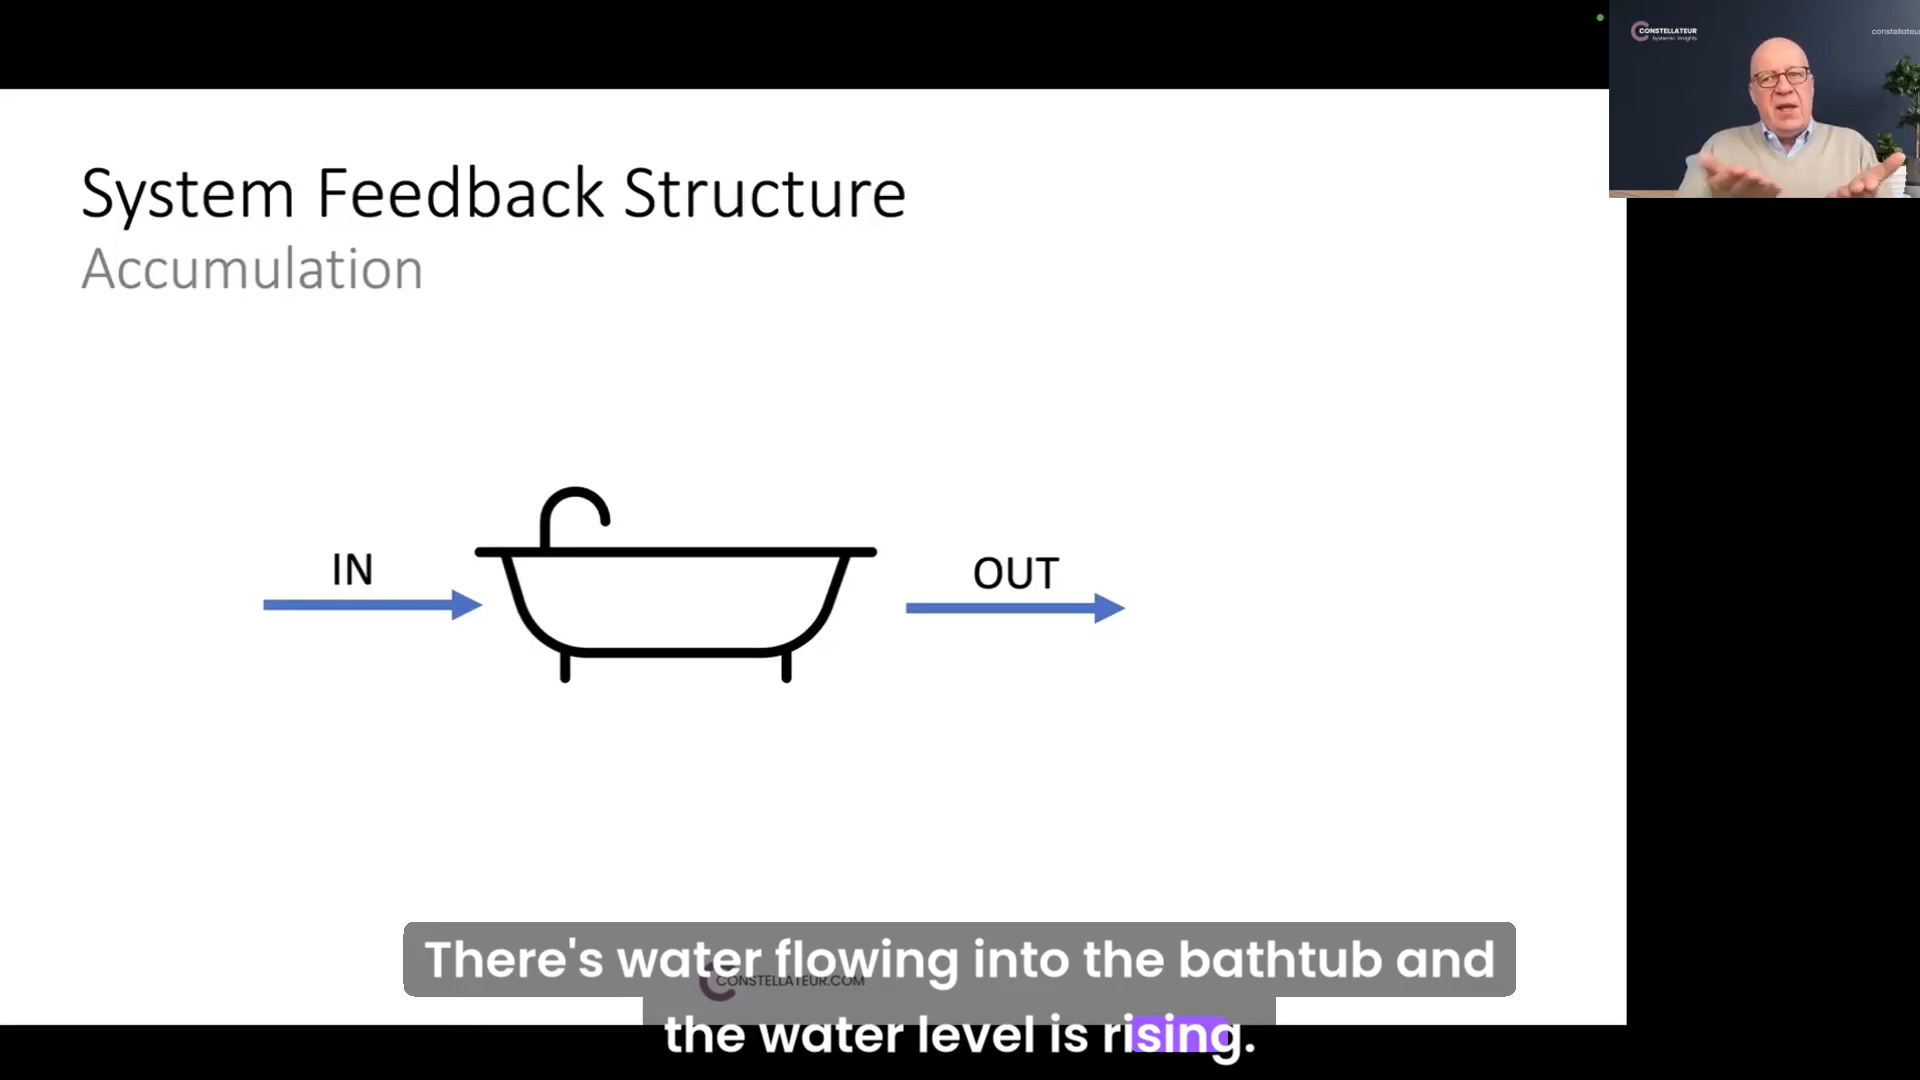 CONSTELLATEUR
Systemic Insights
constellateu
System Feedback Structure
Accumulation
IN
OUT
There's water flowing into the bathtub and
CONSTELLATEUR.COM
the water level is rising.